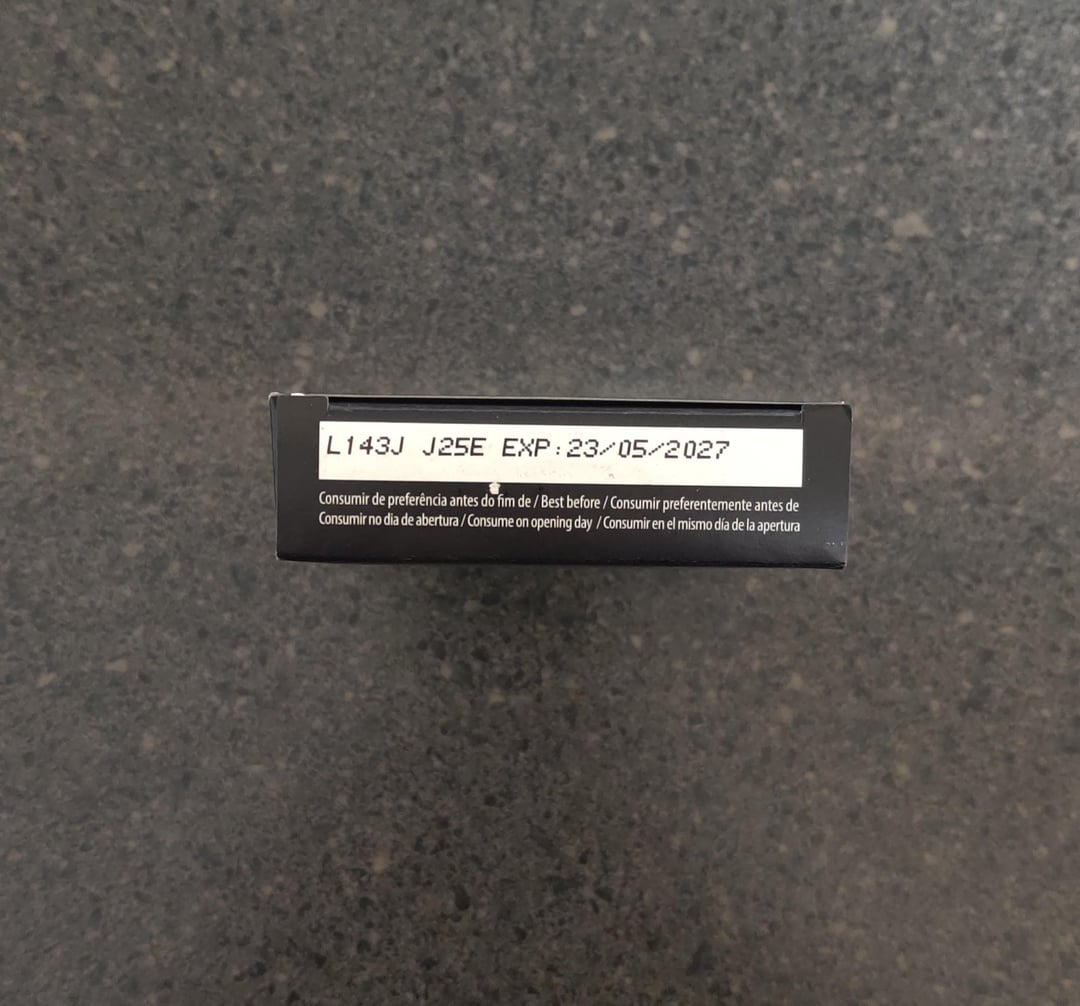 L143J J25E EXP:23/05/2027
Consumir de preferência antes do fim de / Best before / Consumir preferentemente antes de
Consumir no dia de abertura / Consume on opening day / Consumir en el mismo día de la apertura